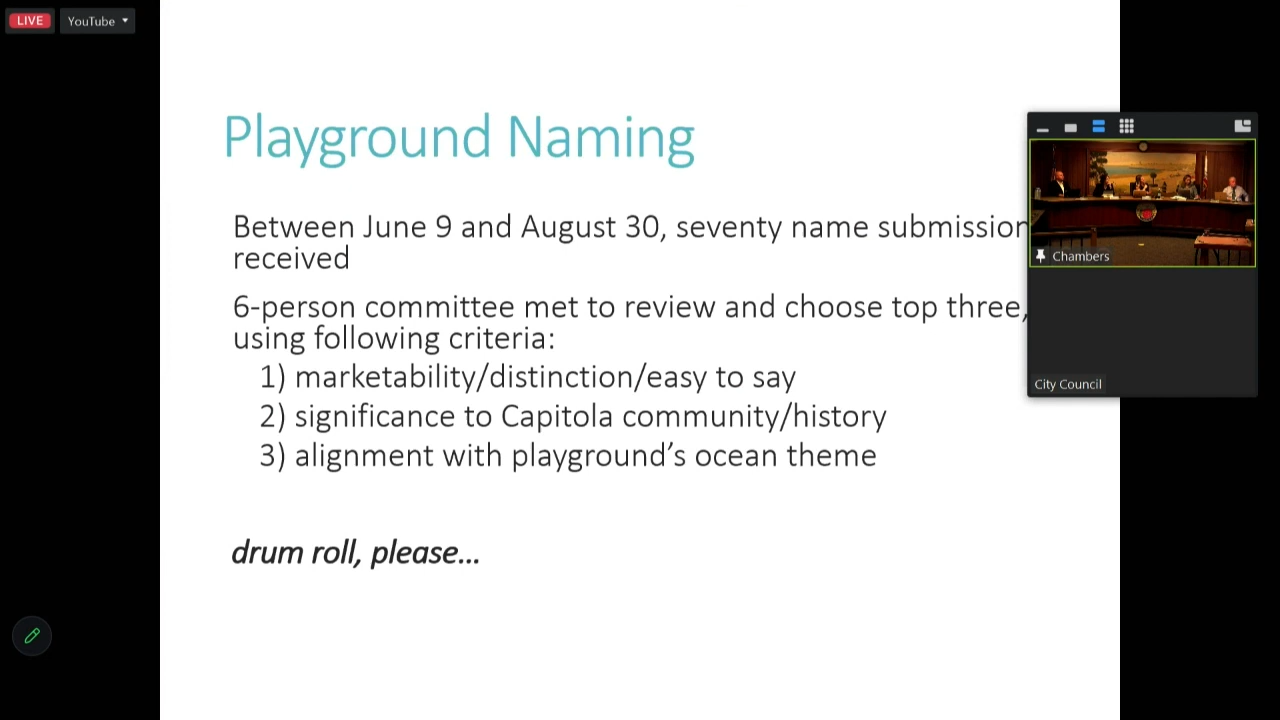 LIVE
YouTube
Playground Naming
Between June 9 and August 30, seventy name submission
received
6-person committee met to review and choose top three,
using following criteria:
1) marketability/distinction/easy to say
2) significance to Capitola community/history
3) alignment with playground’s ocean theme
drum roll, please...
Chambers
City Council